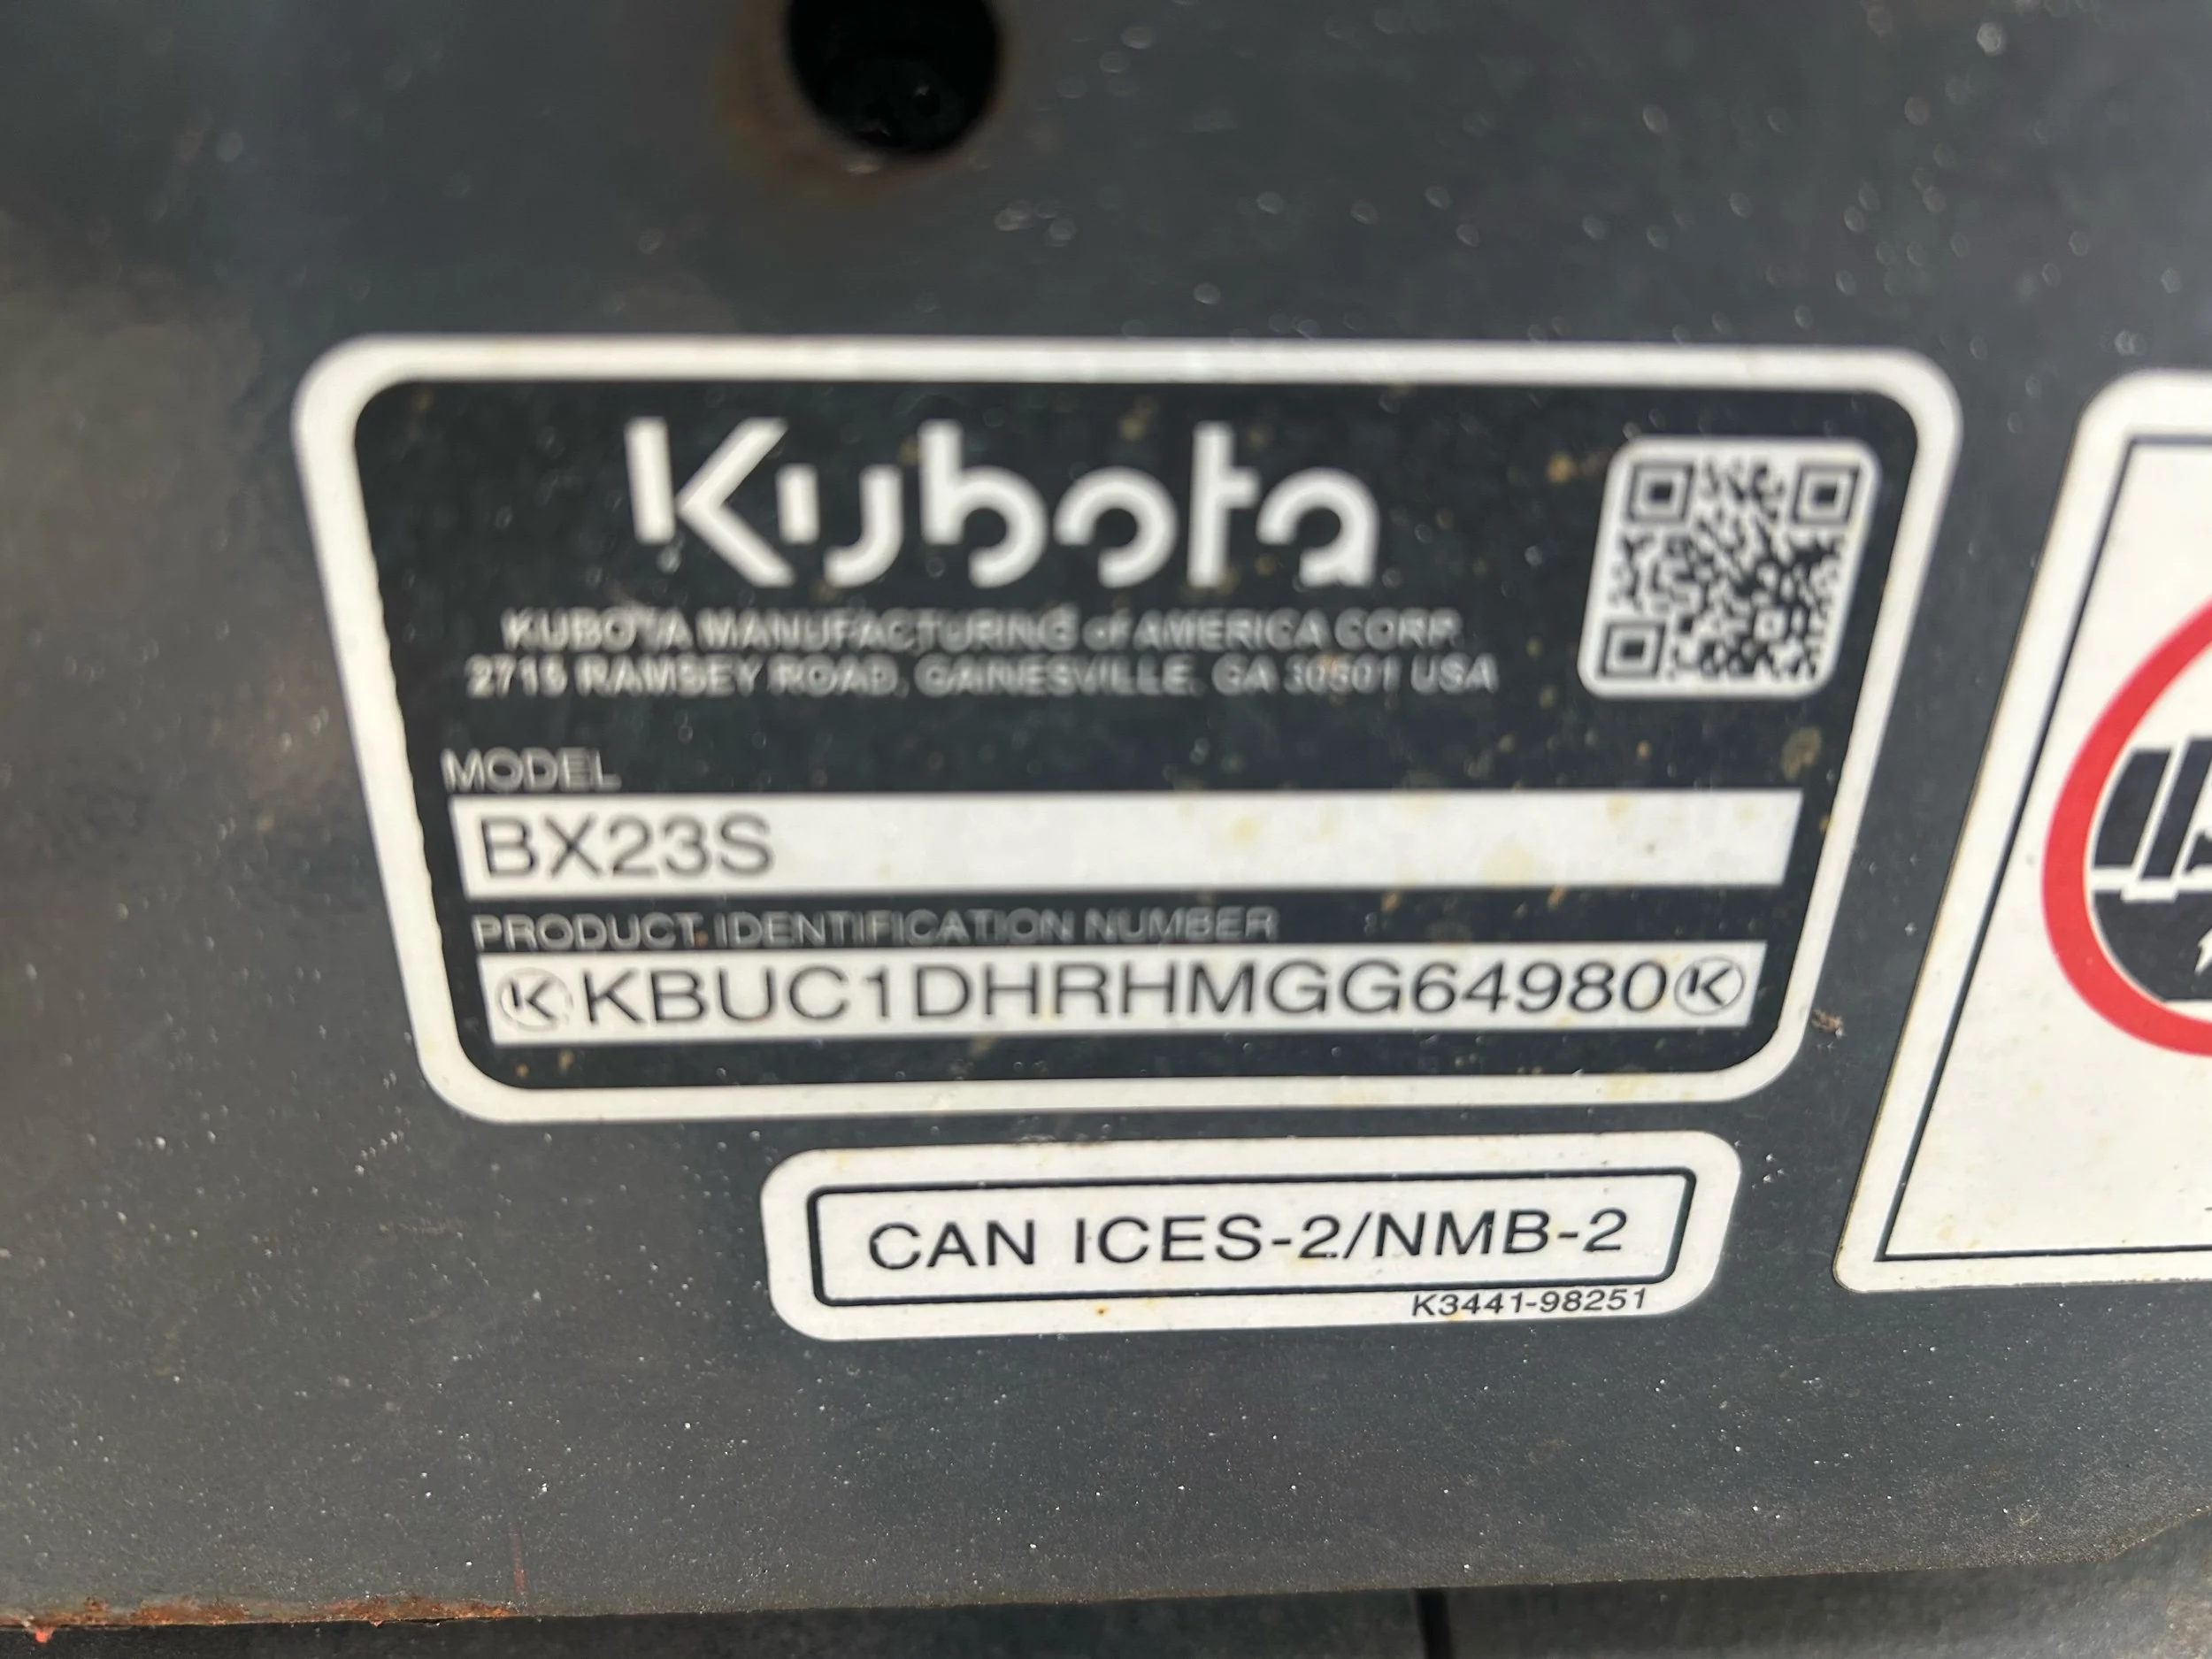 Kubota
KUBOTA MANUFACTURING of AMERICA CORP.
2715 RAMSEY ROAD, GAINESVILLE, GA 30501 USA
MODEL
BX23S
PRODUCT IDENTIFICATION NUMBER
KBUC1DHRHMGG64980
CAN ICES-2/NMB-2
K3441-98251